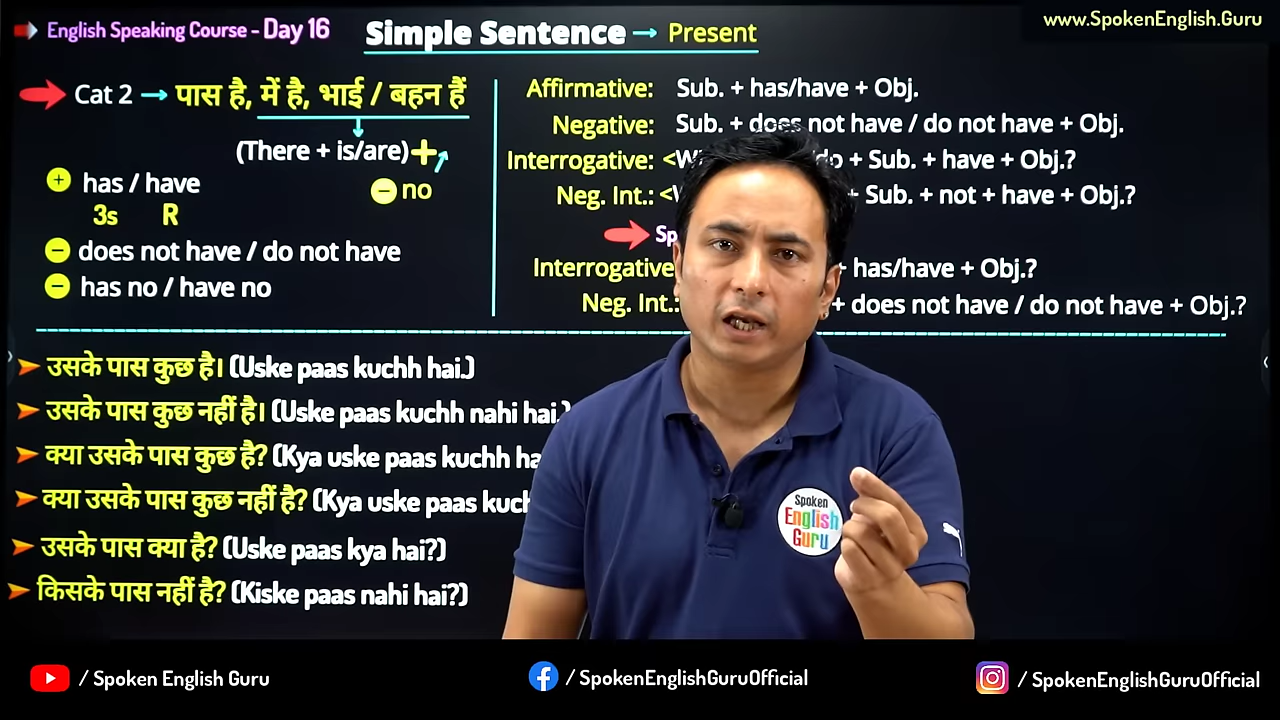 English Speaking Course - Day 16
Simple Sentence → Present
www.SpokenEnglish.Guru
Cat 2 → पास है, में है, भाई / बहन हैं
(There + is/are) +
− no
+ has / have
3s R
− does not have / do not have
− has no / have no
Affirmative: Sub. + has/have + Obj.
Negative: Sub. + does not have / do not have + Obj.
Interrogative: < do + Sub. + have + Obj.?
Neg. Int.: < + Sub. + not + have + Obj.?
Interrogative + has/have + Obj.?
Neg. Int.: + does not have / do not have + Obj.?
उसके पास कुछ है। (Uske paas kuchh hai.)
उसके पास कुछ नहीं है। (Uske paas kuchh nahi hai.)
क्या उसके पास कुछ है? (Kya uske paas kuchh
क्या उसके पास कुछ नहीं है? (Kya uske paas
उसके पास क्या है? (Uske paas kya hai?)
किसके पास नहीं है? (Kiske paas nahi hai?)
Spoken
English
Guru
/ Spoken English Guru
/ SpokenEnglishGuruOfficial
/ SpokenEnglishGuruOfficial